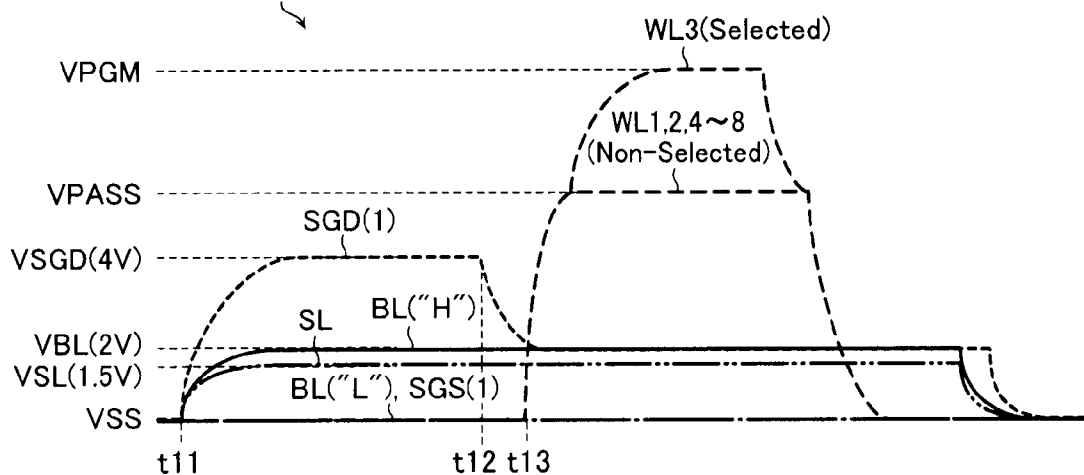 WL3(Selected)
VPGM
WL1,2,4～8
(Non-Selected)
VPASS
SGD(1)
VSGD(4V)
SL
BL("H")
VBL(2V)
VSL(1.5V)
BL("L"), SGS(1)
VSS
t11
t12
t13